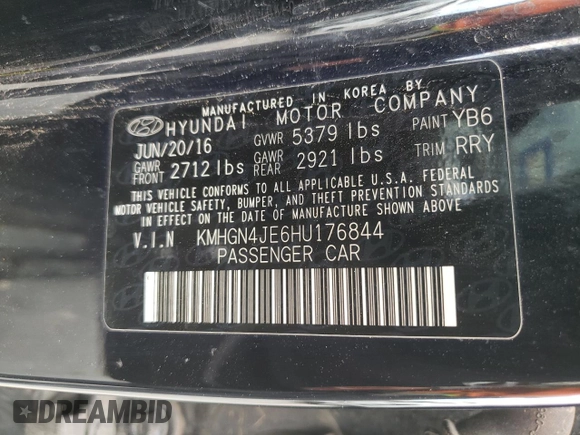 MANUFACTURED IN KOREA BY
HYUNDAI MOTOR COMPANY
JUN/20/16 GVWR 5379 lbs PAINT YB6
GAWR FRONT 2712 lbs GAWR REAR 2921 lbs TRIM RRY
THIS VEHICLE CONFORMS TO ALL APPLICABLE U.S.A. FEDERAL
MOTOR VEHICLE SAFETY, BUMPER, AND THEFT PREVENTION STANDARDS
IN EFFECT ON THE DATE OF MANUFACTURE SHOWN ABOVE.
V.I.N KMHGN4JE6HU176844
PASSENGER CAR
DREAMBID